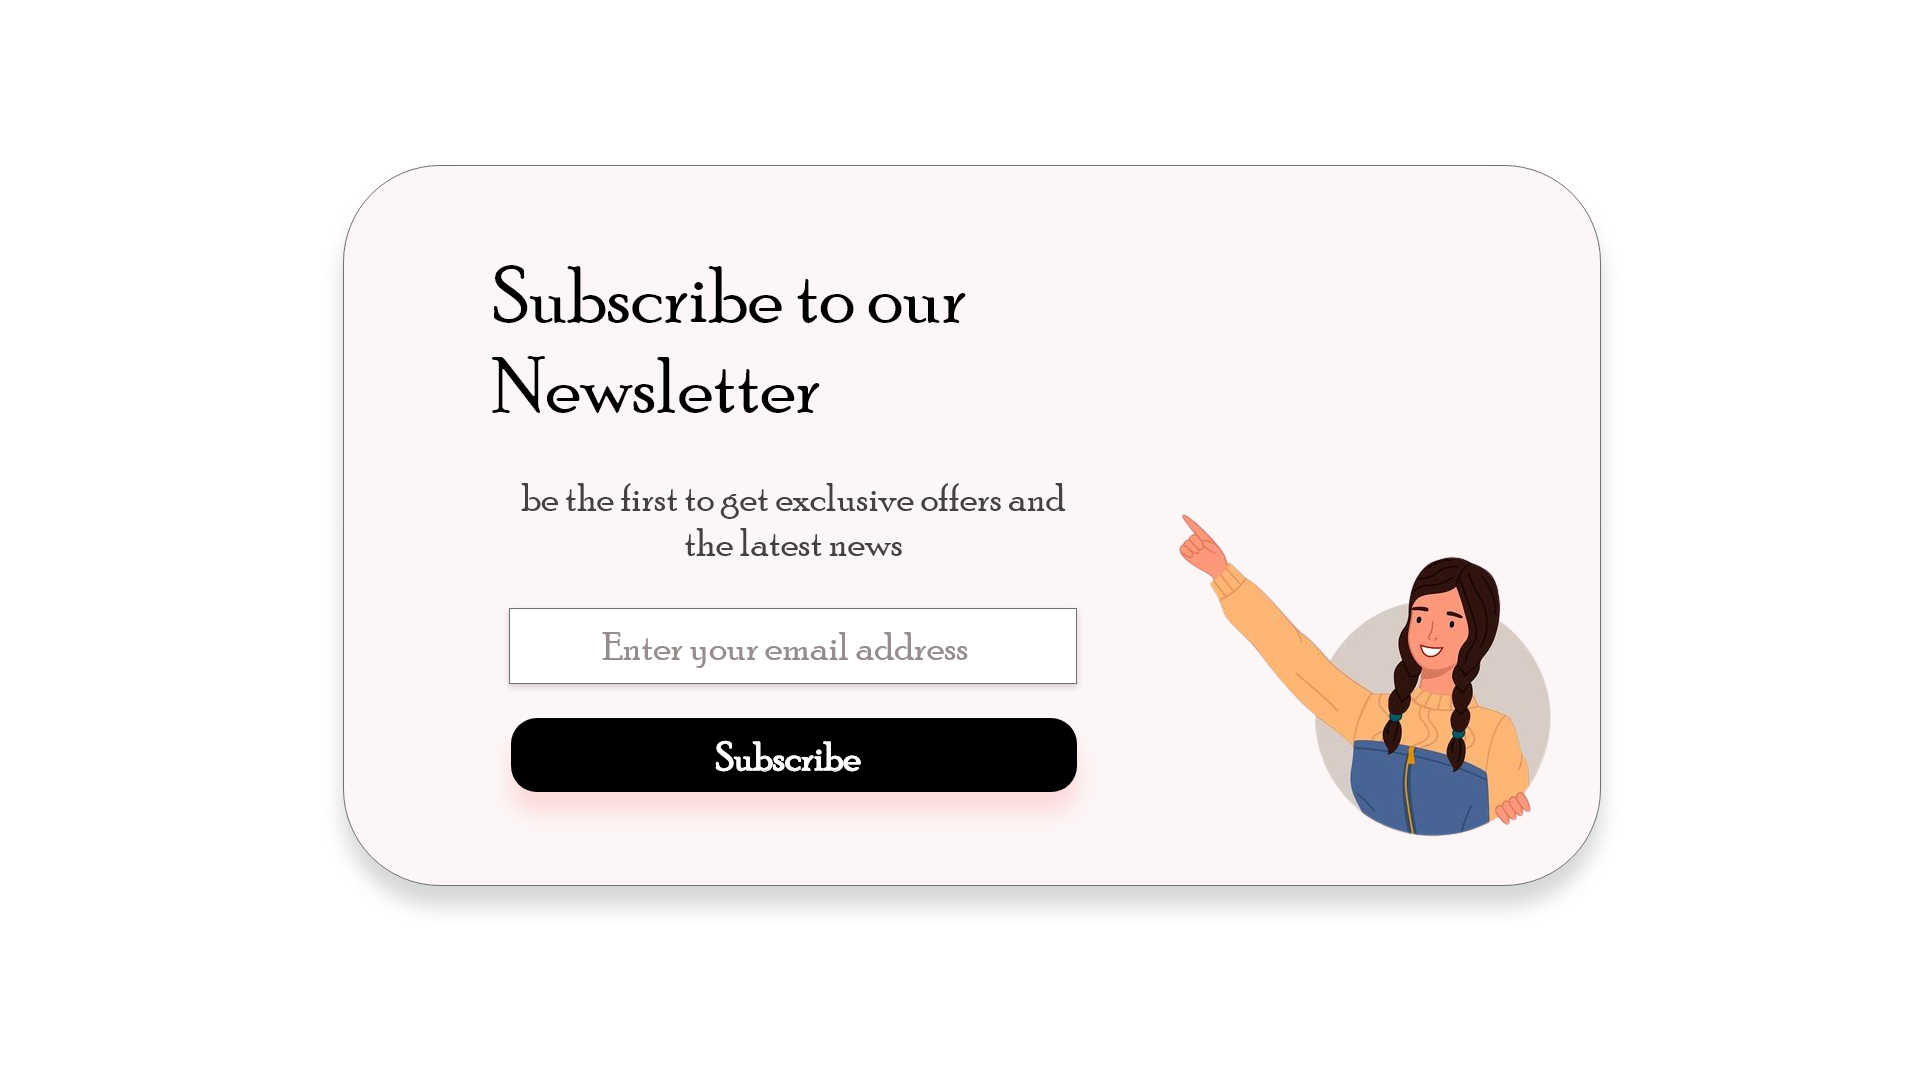 Subscribe to our
Newsletter
be the first to get exclusive offers and
the latest news
Enter your email address
Subscribe